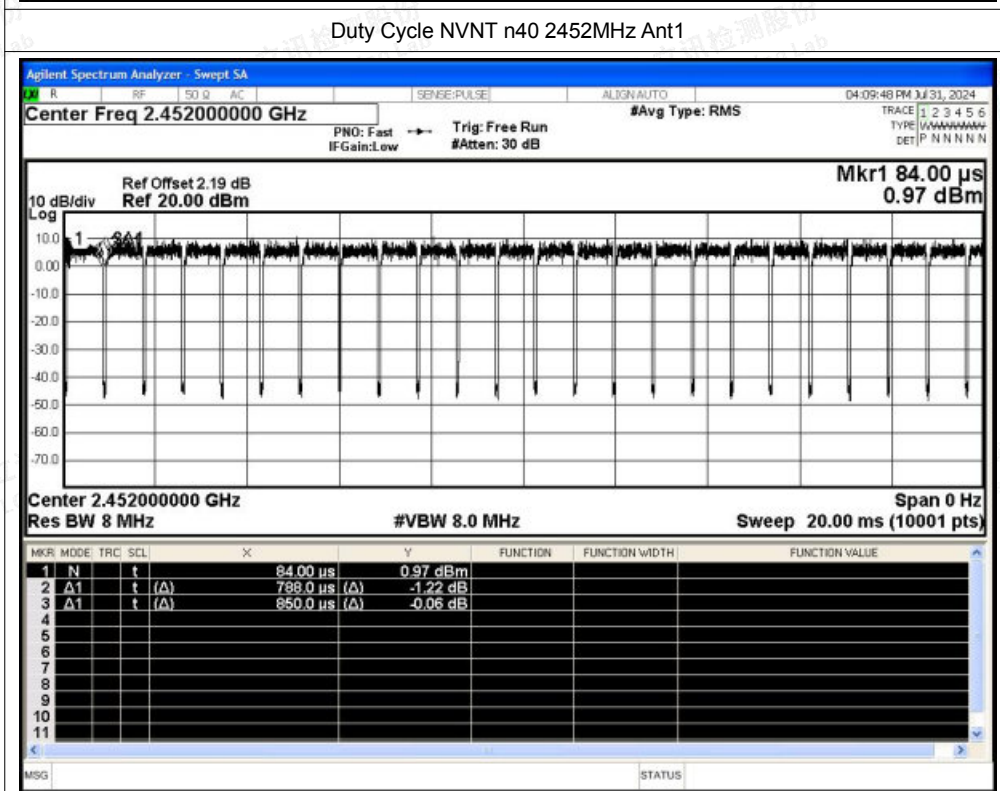 Duty Cycle NVNT n40 2452MHz Ant1
Agilent Spectrum Analyzer - Swept SA
R RF 50 Ω AC SENSE:PULSE ALIGN AUTO 04:09:48 PM Jul 31, 2024
Center Freq 2.452000000 GHz #Avg Type: RMS TRACE 1 2 3 4 5 6
PNO: Fast Trig: Free Run TYPE
IFGain:Low #Atten: 30 dB DET P N N N N N
Mkr1 84.00 µs
Ref Offset 2.19 dB
10 dB/div Ref 20.00 dBm 0.97 dBm
Log
10.0
0.00
-10.0
-20.0
-30.0
-40.0
-50.0
-60.0
-70.0
Center 2.452000000 GHz Span 0 Hz
Res BW 8 MHz #VBW 8.0 MHz Sweep 20.00 ms (10001 pts)
MKR MODE TRC SCL X Y FUNCTION FUNCTION WIDTH FUNCTION VALUE
1 N t 84.00 µs 0.97 dBm
2 Δ1 t (Δ) 788.0 µs (Δ) -1.22 dB
3 Δ1 t (Δ) 850.0 µs (Δ) -0.06 dB
4
5
6
7
8
9
10
11
MSG STATUS